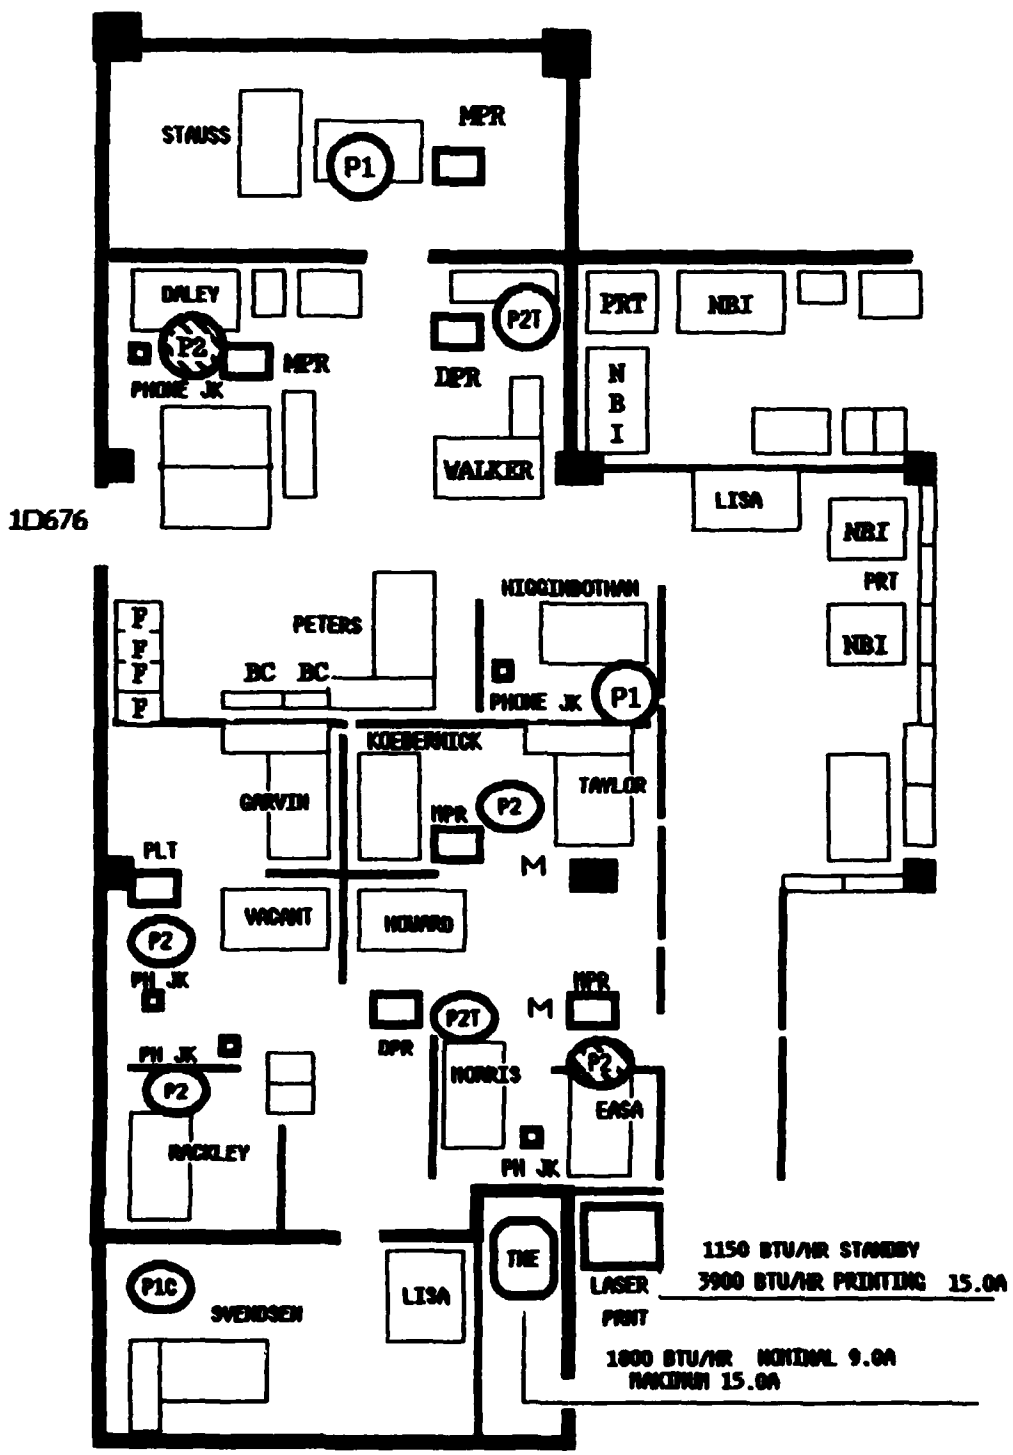 MPR
STAUSS
P1
DALEY
P2
MPR
PHONE JK
P2T
DPR
WALKER
PRT
NBI
N
B
I
1D676
LISA
NBI
PRT
NBI
HIGGINBOTHAM
PETERS
F
F
F
F
BC BC
PHONE JK
P1
KOEBERNICK
GARVIN
MPR
P2
TAYLOR
M
PLT
VACANT
HOWARD
P2
PH JK
MPR
M
P2T
DPR
PH JK
P2
MORRIS
P2
EASA
RACKLEY
PH JK
TNE
P1C
LISA
SVENDSEN
LASER
PRNT
1150 BTU/HR STANDBY
3900 BTU/HR PRINTING 15.0A
1800 BTU/HR NOMINAL 9.0A
MAXIMUM 15.0A